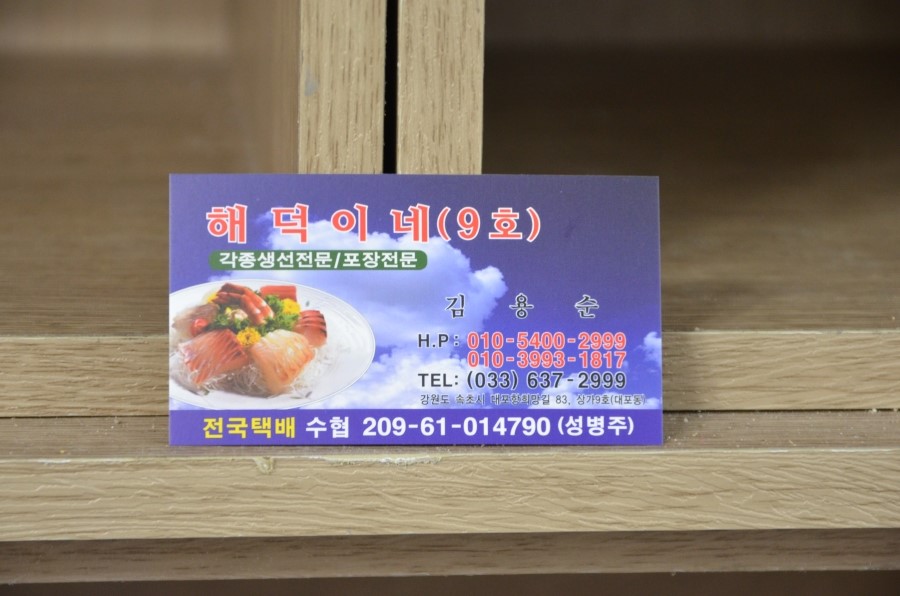 해덕이네(9호)
각종생선전문/포장전문
김용순
H.P: 010-5400-2999
010-3993-1817
TEL: (033) 637-2999
강원도 속초시 대포항희망길 83, 상가9호(대포동)
전국택배 수협 209-61-014790 (성병주)